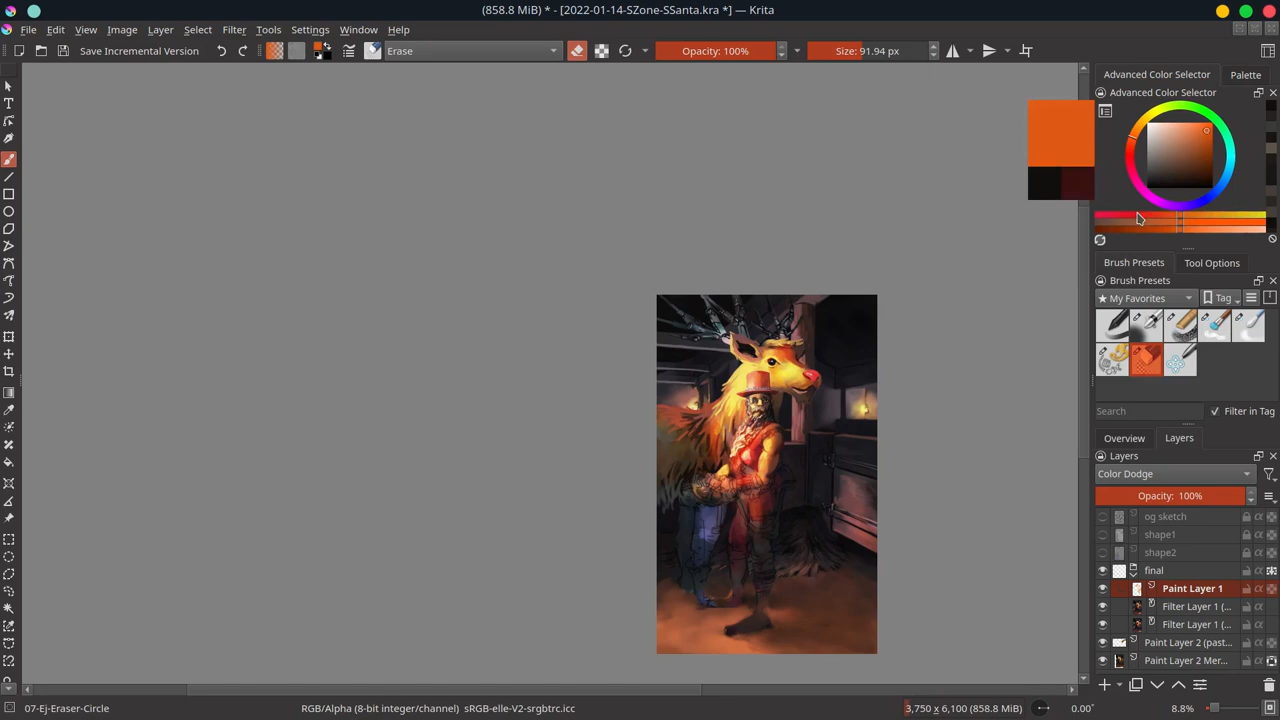 (858.8 MiB) * - [2022-01-14-SZone-SSanta.kra *] — Krita
File Edit View Image Layer Select Filter Tools Settings Window Help
Save Incremental Version Erase Opacity: 100% Size: 91.94 px
Advanced Color Selector Palette
Advanced Color Selector
Brush Presets Tool Options
Brush Presets
★ My Favorites Tag
Search Filter in Tag
Overview Layers
Layers
Color Dodge
Opacity: 100%
og sketch
shape1
shape2
final
Paint Layer 1
Filter Layer 1 (...
Filter Layer 1 (...
Paint Layer 2 (past...
Paint Layer 2 Mer...
07-Ej-Eraser-Circle RGB/Alpha (8-bit integer/channel) sRGB-elle-V2-srgbtrc.icc 3,750 x 6,100 (858.8 MiB) 0.00° 8.8%